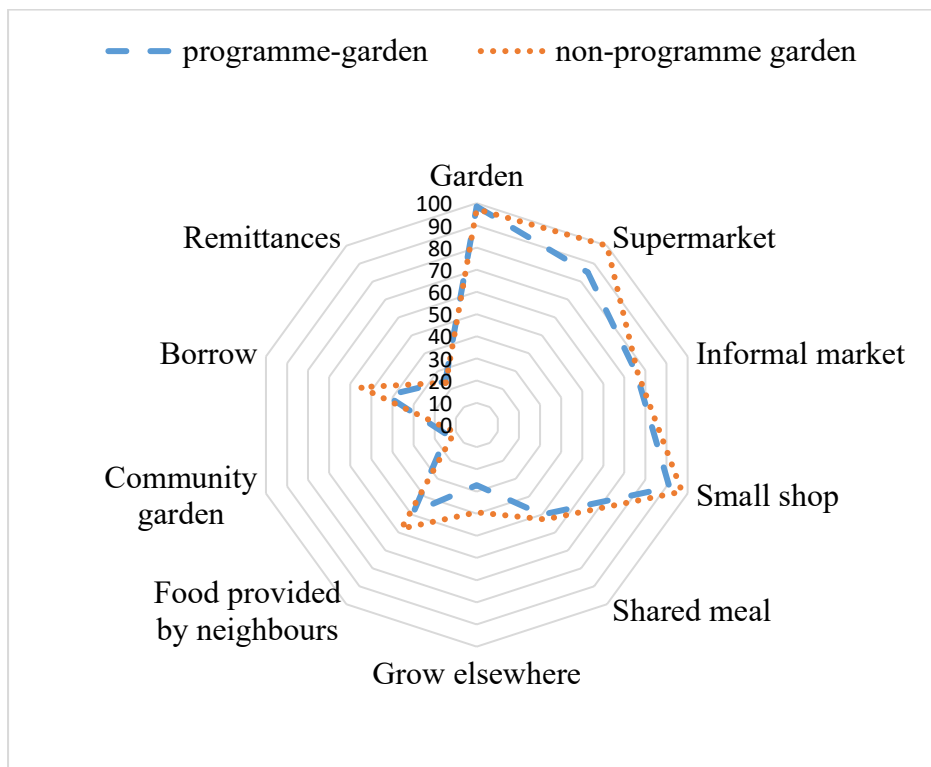 programme-garden
non-programme garden
Garden
100
90
80
70
60
50
40
30
20
10
0
Supermarket
Informal market
Small shop
Shared meal
Grow elsewhere
Food provided
by neighbours
Community
garden
Borrow
Remittances